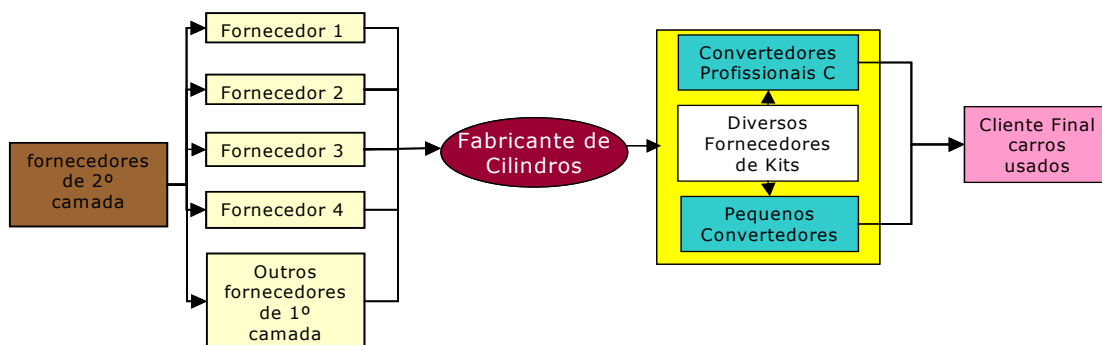 fornecedores
de 2º
camada
Fornecedor 1
Fornecedor 2
Fornecedor 3
Fornecedor 4
Outros
fornecedores
de 1º
camada
Fabricante de
Cilindros
Convertedores
Profissionais C
Diversos
Fornecedores
de Kits
Pequenos
Convertedores
Cliente Final
carros
usados